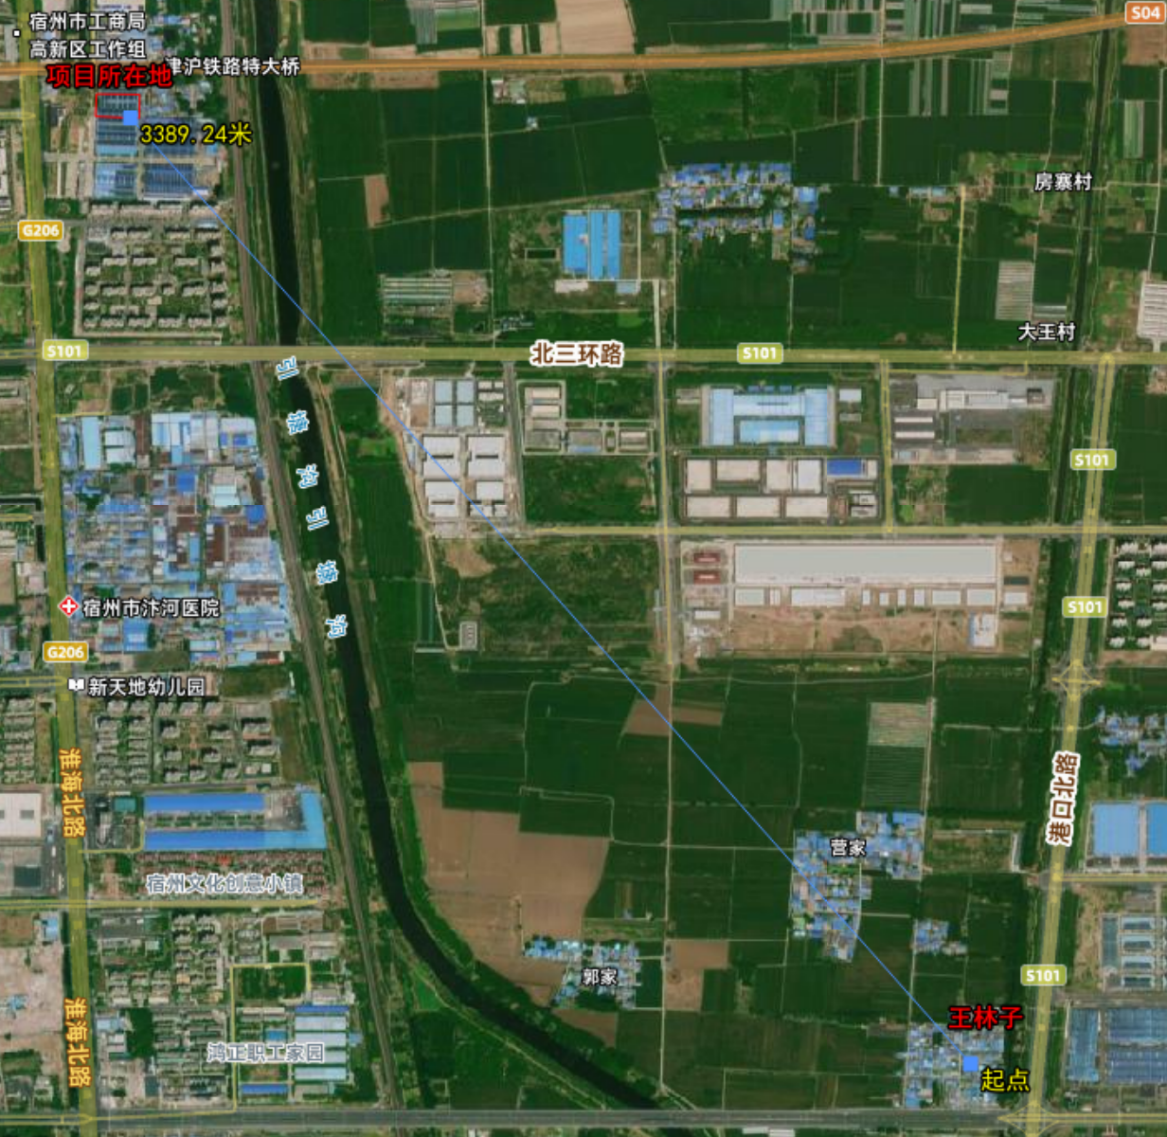 S04
宿州市工商局
高新区工作组
津沪铁路特大桥
项目所在地
3389.24米
房寨村
G206
大王村
S101
北三环路
S101
引
接
沟
S101
引
接
沟
宿州市汴河医院
S101
G206
新天地幼儿园
淮海北路
港口北路
营家
宿州文化创意小镇
郭家
S101
王林子
淮海北路
鸿正职工家园
起点